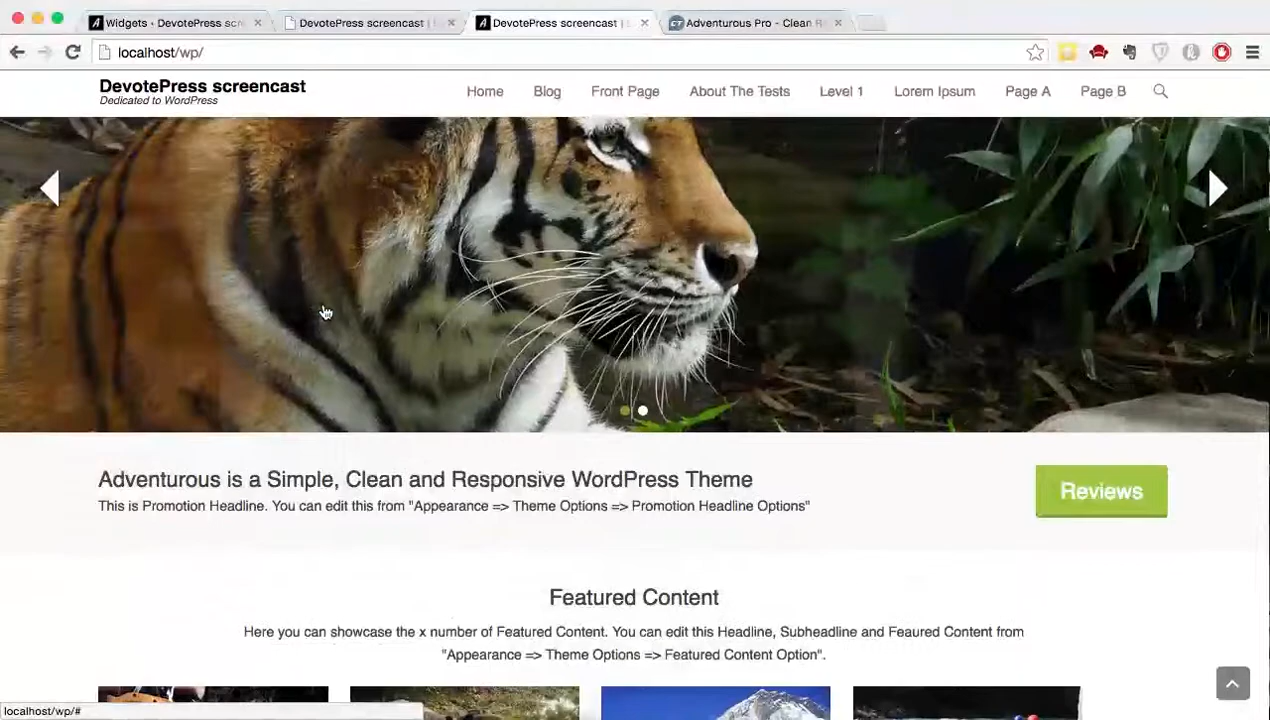 Widgets ‹ DevotePress scre
DevotePress screencast |
DevotePress screencast |
Adventurous Pro - Clean R
localhost/wp/
DevotePress screencast
Dedicated to WordPress
Home
Blog
Front Page
About The Tests
Level 1
Lorem Ipsum
Page A
Page B
Adventurous is a Simple, Clean and Responsive WordPress Theme
This is Promotion Headline. You can edit this from "Appearance => Theme Options => Promotion Headline Options"
Reviews
Featured Content
Here you can showcase the x number of Featured Content. You can edit this Headline, Subheadline and Feaured Content from
"Appearance => Theme Options => Featured Content Option".
localhost/wp/#